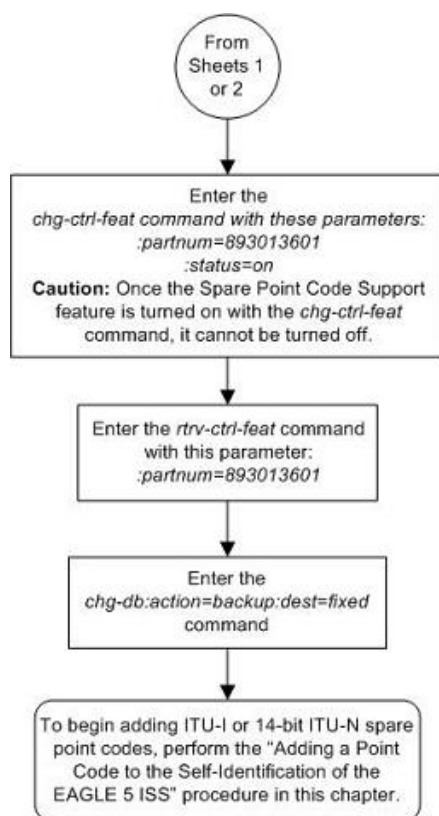 From
Sheets 1
or 2
Enter the
chg-ctrl-feat command with these parameters:
:partnum=893013601
:status=on
Caution: Once the Spare Point Code Support
feature is turned on with the chg-ctrl-feat
command, it cannot be turned off.
Enter the rtrv-ctrl-feat command
with this parameter:
:partnum=893013601
Enter the
chg-db:action=backup:dest=fixed
command
To begin adding ITU-I or 14-bit ITU-N spare
point codes, perform the "Adding a Point
Code to the Self-Identification of the
EAGLE 5 ISS" procedure in this chapter.